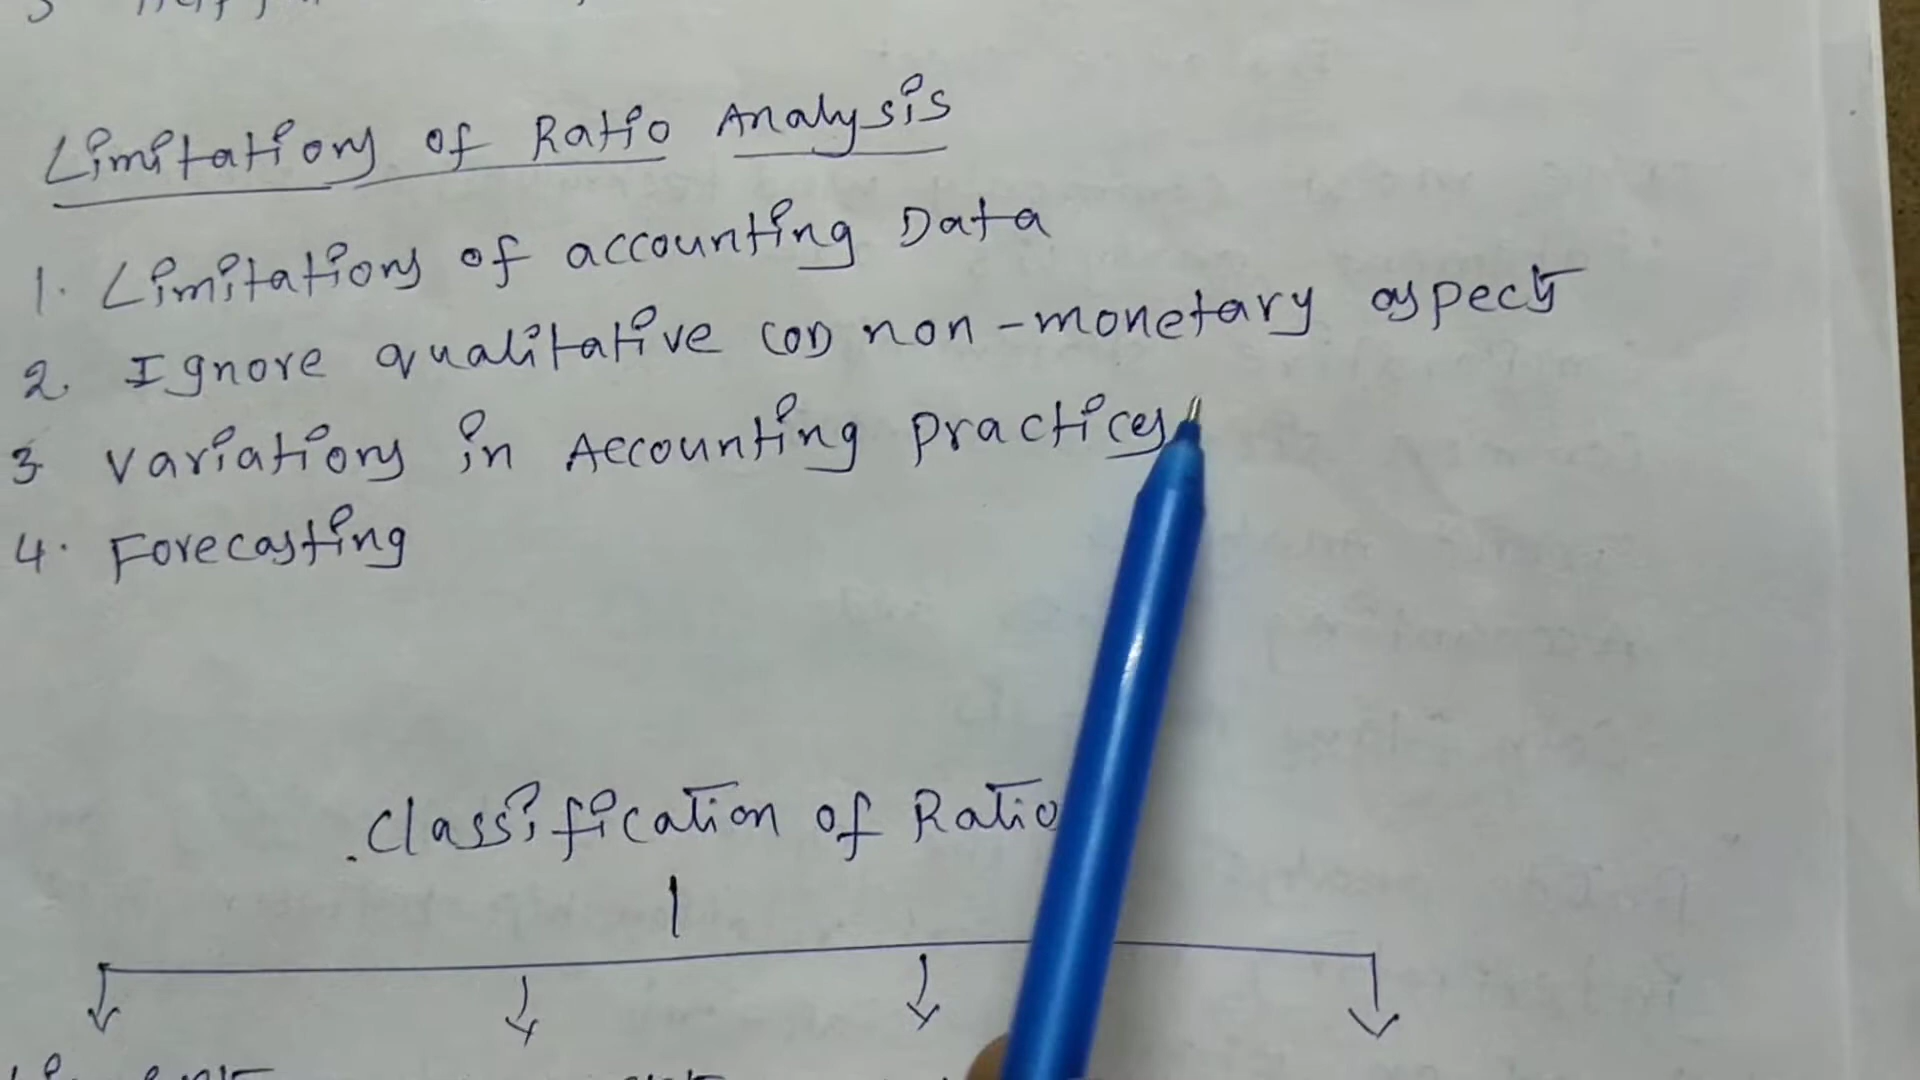 Limitations of Ratio Analysis
1. Limitations of accounting Data
2. Ignore qualitative (or) non-monetary aspects
3 Variations in Accounting practices
4. Forecasting
Classification of Ratio